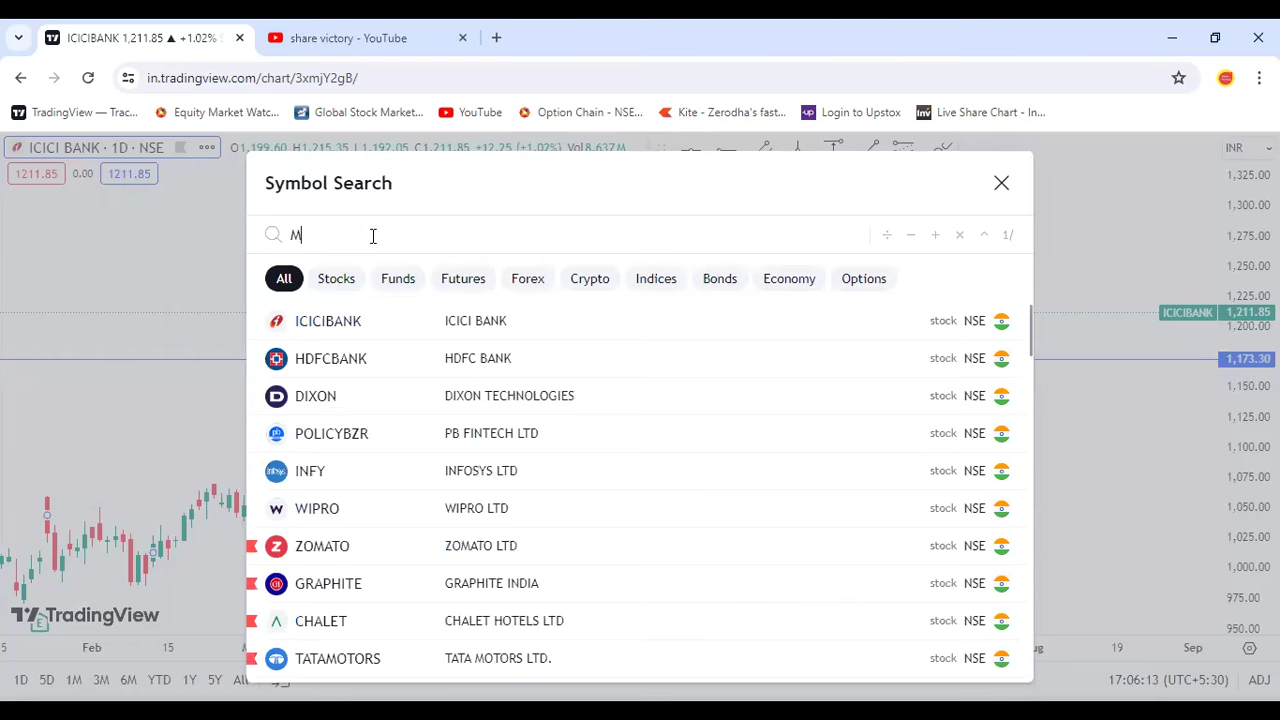 ICICIBANK 1,211.85 ▲ +1.02%
share victory - YouTube
in.tradingview.com/chart/3xmjY2gB/
TradingView — Trac...
Equity Market Watc...
Global Stock Market...
YouTube
Option Chain - NSE...
Kite - Zerodha's fast...
Login to Upstox
Live Share Chart - In...
ICICI BANK · 1D · NSE
O1,199.60 H1,215.35 L1,192.05 C1,211.85 +12.25 (+1.02%) Vol8.637M
INR
1211.85 0.00 1211.85
Symbol Search
M
1/
All Stocks Funds Futures Forex Crypto Indices Bonds Economy Options
ICICIBANK ICICI BANK stock NSE
HDFCBANK HDFC BANK stock NSE
DIXON DIXON TECHNOLOGIES stock NSE
POLICYBZR PB FINTECH LTD stock NSE
INFY INFOSYS LTD stock NSE
WIPRO WIPRO LTD stock NSE
ZOMATO ZOMATO LTD stock NSE
GRAPHITE GRAPHITE INDIA stock NSE
CHALET CHALET HOTELS LTD stock NSE
TATAMOTORS TATA MOTORS LTD. stock NSE
1,325.00
1,300.00
1,275.00
1,250.00
1,225.00
ICICIBANK 1,211.85
1,200.00
1,173.30
1,150.00
1,125.00
1,100.00
1,075.00
1,050.00
1,025.00
1,000.00
975.00
950.00
TradingView
E
Feb 15 19 Sep
1D 5D 1M 3M 6M YTD 1Y 5Y
17:06:13 (UTC+5:30) ADJ